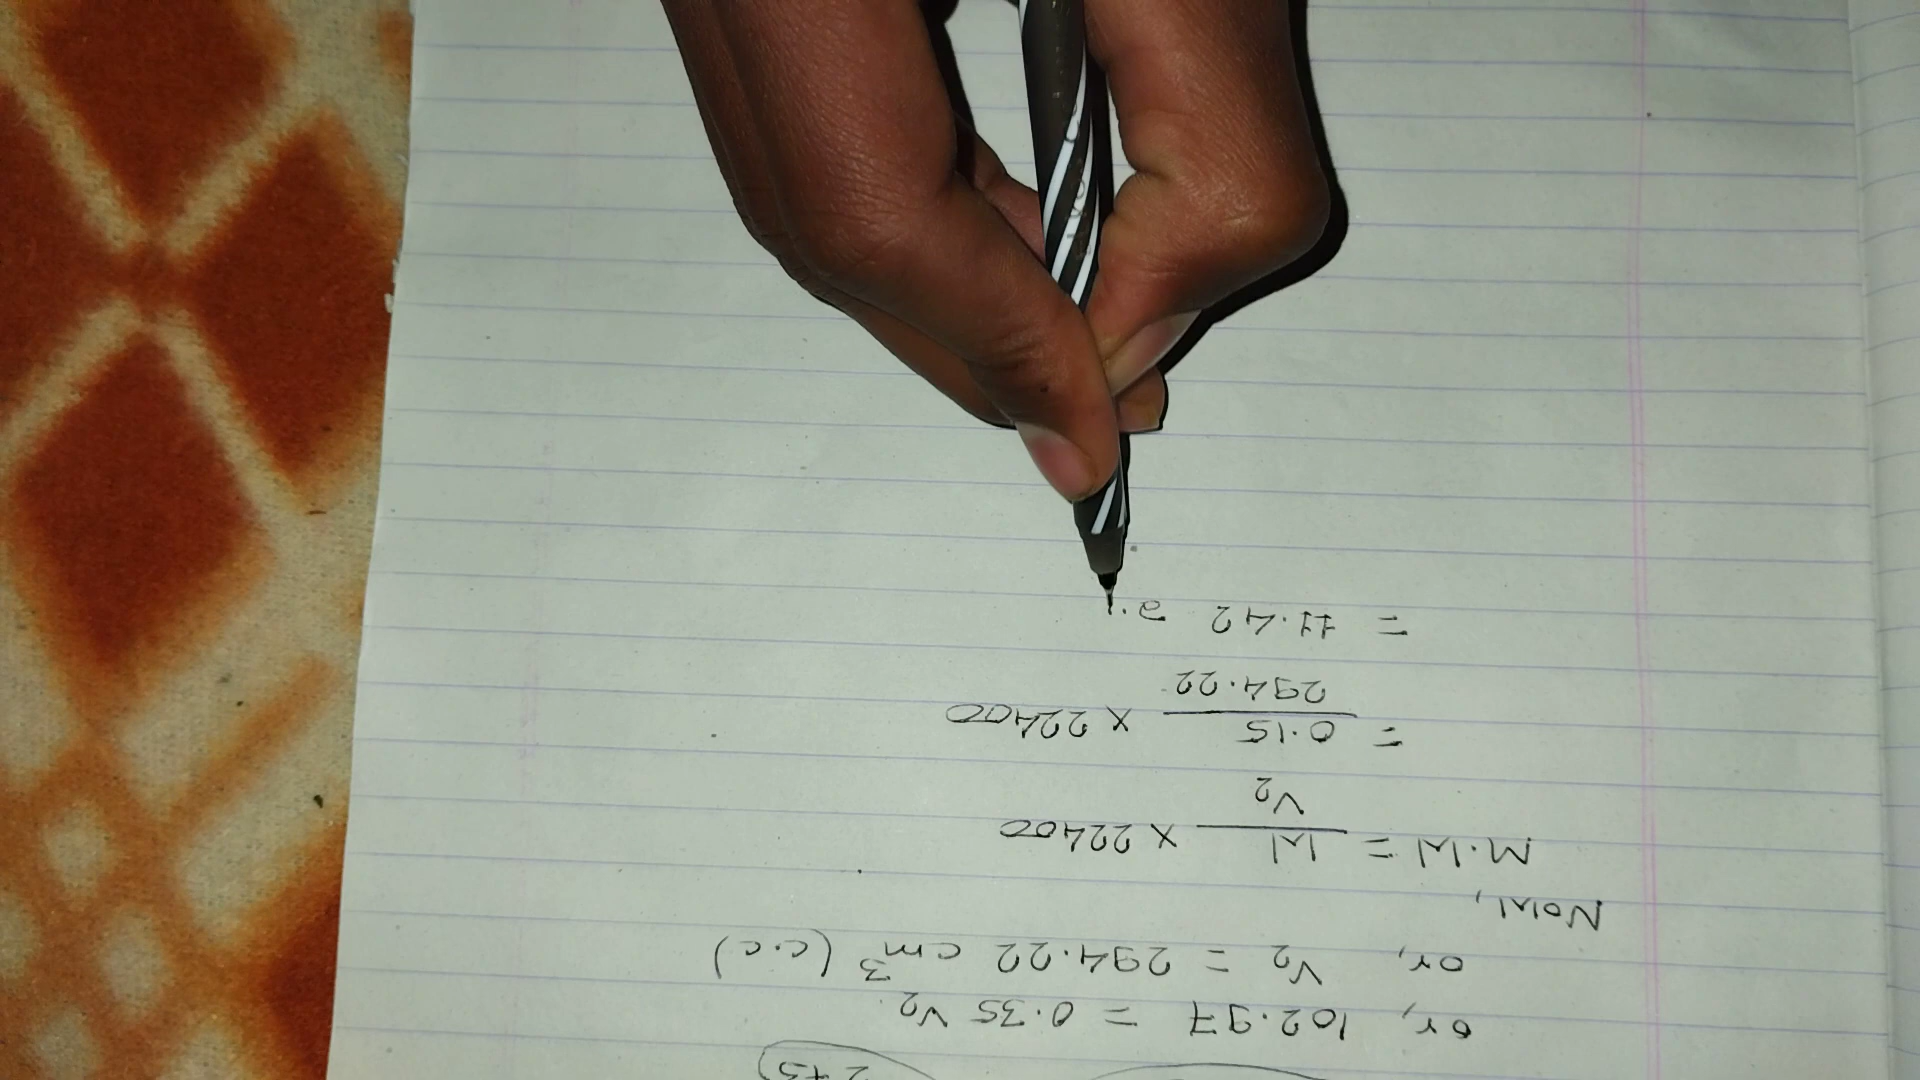 273
or, 102.97 = 0.35 V2
or, V2 = 294.22 cm3 (c.c)
Now,
M.W = W/V2 × 22400
= 0.15/294.22 × 22400
= 11.42 a.